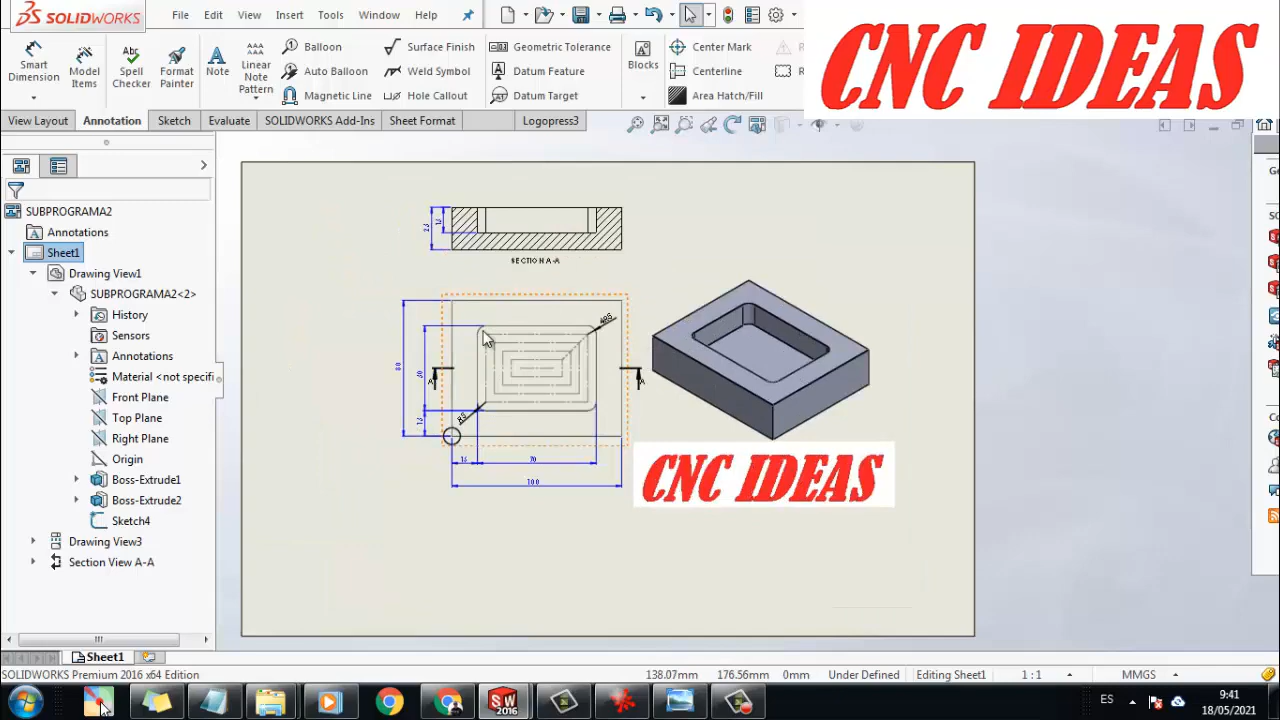 SOLIDWORKS
File Edit View Insert Tools Window Help
CNC IDEAS
Smart Dimension
Model Items
Spell Checker
Format Painter
Note
Linear Note Pattern
Balloon
Auto Balloon
Magnetic Line
Surface Finish
Weld Symbol
Hole Callout
Geometric Tolerance
Datum Feature
Datum Target
Blocks
Center Mark
Centerline
Area Hatch/Fill
View Layout Annotation Sketch Evaluate SOLIDWORKS Add-Ins Sheet Format Logopress3
SUBPROGRAMA2
Annotations
Sheet1
Drawing View1
SUBPROGRAMA2<2>
History
Sensors
Annotations
Material <not specifi
Front Plane
Top Plane
Right Plane
Origin
Boss-Extrude1
Boss-Extrude2
Sketch4
Drawing View3
Section View A-A
SECTION A-A
80
A
A
70
100
CNC IDEAS
Sheet1
SOLIDWORKS Premium 2016 x64 Edition
138.07mm 176.56mm 0mm Under Defined Editing Sheet 1 : 1 MMGS
SW 2016
ES
9:41
18/05/2021